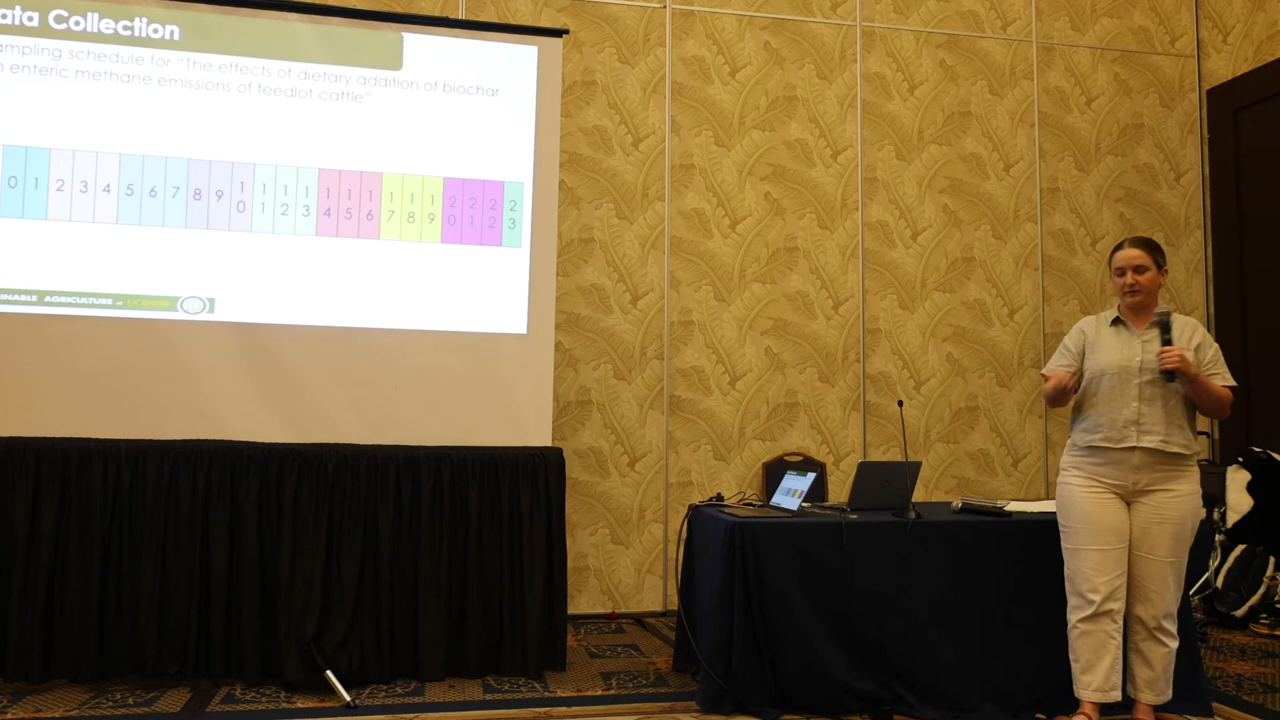 ata Collection
ampling schedule for "The effects of dietary addition of biochar
n enteric methane emissions of feedlot cattle"
0 1 2 3 4 5 6 7 8 9 10 11 12 13 14 15 16 17 18 19 20 21 22 23
INABLE AGRICULTURE at